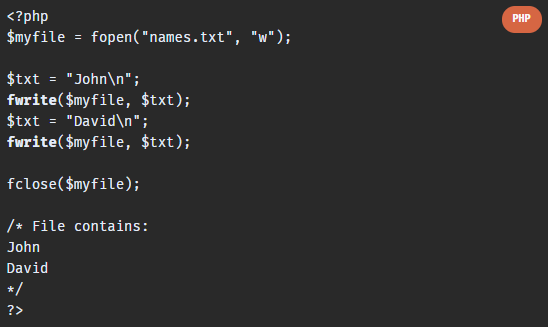 <?php
PHP
$myfile = fopen("names.txt", "w");

$txt = "John\n";
fwrite($myfile, $txt);
$txt = "David\n";
fwrite($myfile, $txt);

fclose($myfile);

/* File contains:
John
David
*/
?>